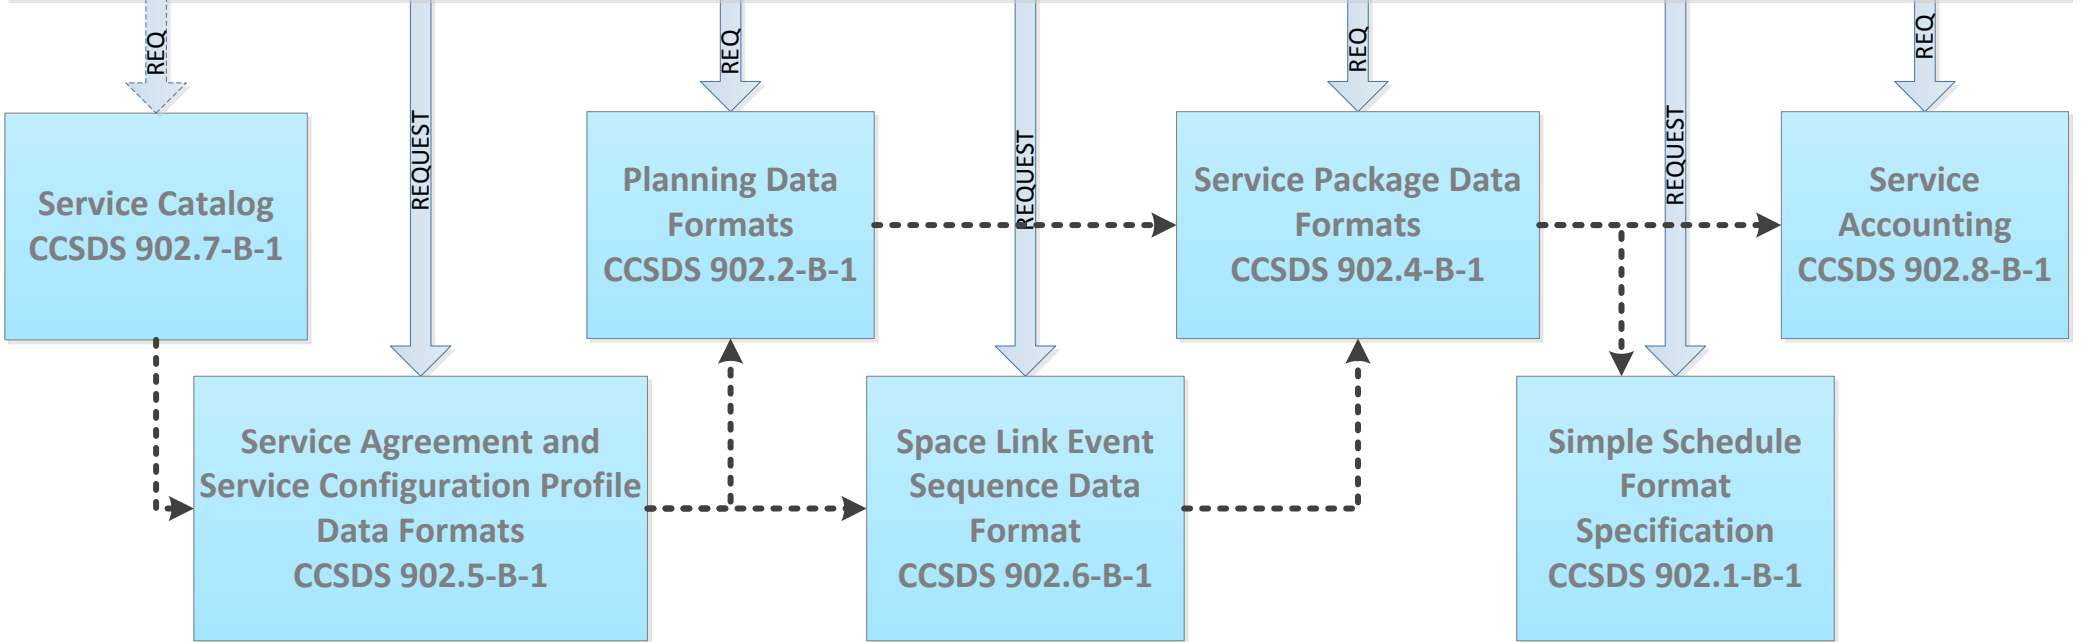 REQ
REQUEST
REQ
REQUEST
REQ
REQUEST
REQ
Service Catalog
CCSDS 902.7-B-1
Planning Data
Formats
CCSDS 902.2-B-1
Service Package Data
Formats
CCSDS 902.4-B-1
Service
Accounting
CCSDS 902.8-B-1
Service Agreement and
Service Configuration Profile
Data Formats
CCSDS 902.5-B-1
Space Link Event
Sequence Data
Format
CCSDS 902.6-B-1
Simple Schedule
Format
Specification
CCSDS 902.1-B-1